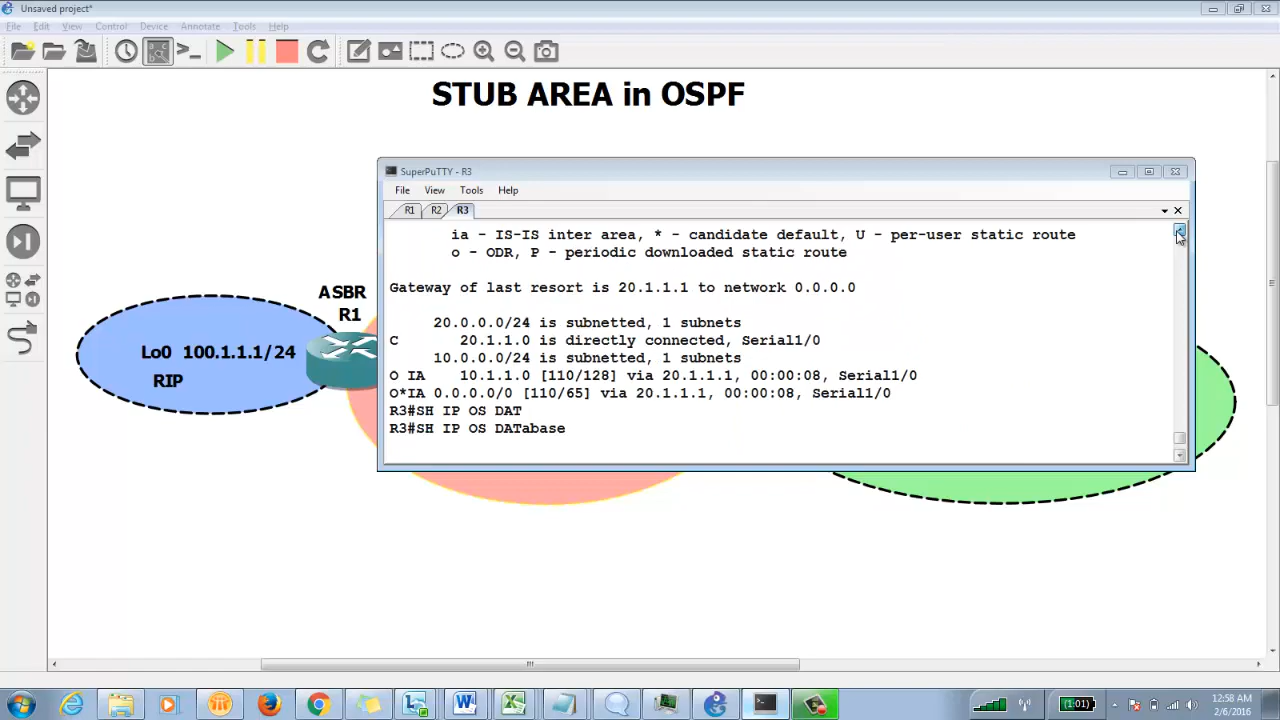 Unsaved project*
File Edit View Control Device Annotate Tools Help
STUB AREA in OSPF
SuperPuTTY - R3
File View Tools Help
R1 R2 R3
ia - IS-IS inter area, * - candidate default, U - per-user static route
o - ODR, P - periodic downloaded static route
Gateway of last resort is 20.1.1.1 to network 0.0.0.0
20.0.0.0/24 is subnetted, 1 subnets
C 20.1.1.0 is directly connected, Serial1/0
10.0.0.0/24 is subnetted, 1 subnets
O IA 10.1.1.0 [110/128] via 20.1.1.1, 00:00:08, Serial1/0
O*IA 0.0.0.0/0 [110/65] via 20.1.1.1, 00:00:08, Serial1/0
R3#SH IP OS DAT
R3#SH IP OS DATabase
ASBR
R1
Lo0 100.1.1.1/24
RIP
(1:01)
12:58 AM
2/6/2016